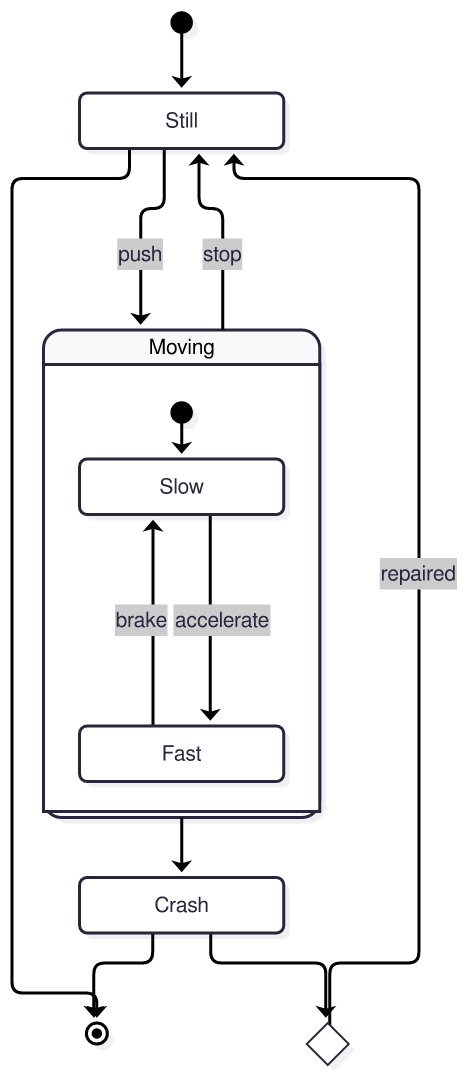 Still
push
stop
Moving
Slow
repaired
brake
accelerate
Fast
Crash